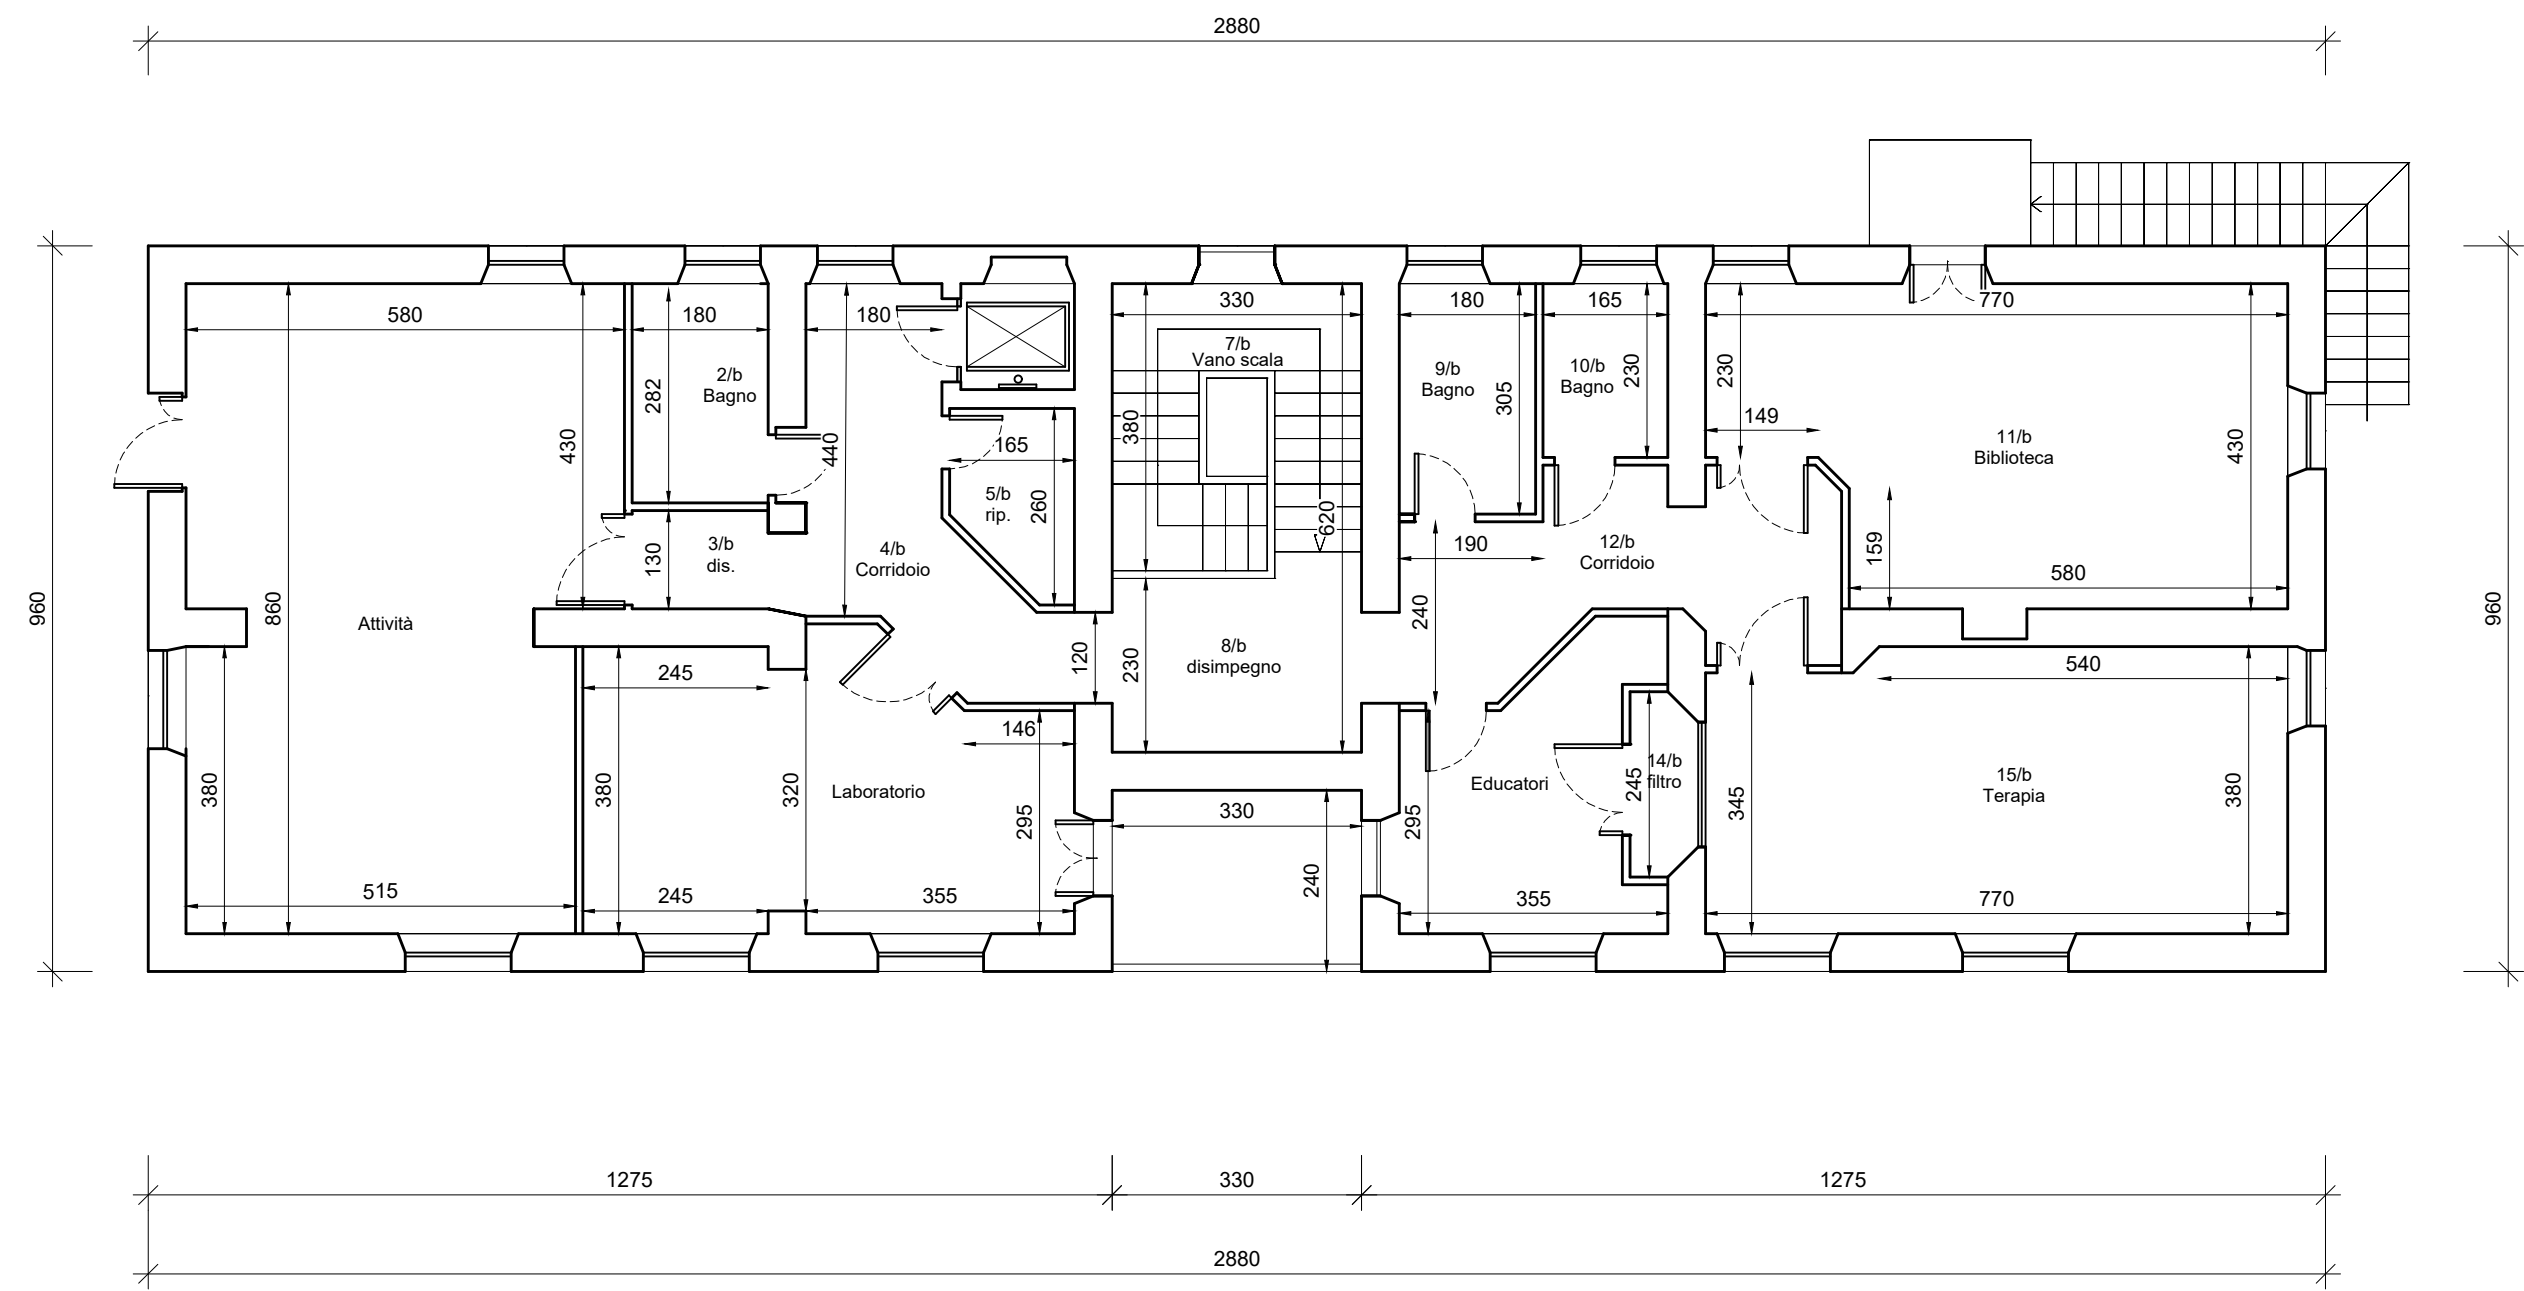 2880
960
960
580
180
180
330
180
165
770
7/b
Vano scala
2/b
Bagno
282
430
440
165
5/b
rip.
260
380
620
9/b
Bagno
305
10/b
Bagno
230
230
149
11/b
Biblioteca
430
159
580
860
Attività
130
3/b
dis.
4/b
Corridoio
190
12/b
Corridoio
240
120
230
8/b
disimpegno
245
146
540
380
380
320
Laboratorio
295
330
240
295
Educatori
245
14/b
filtro
345
15/b
Terapia
380
515
245
355
355
770
1275
330
1275
2880